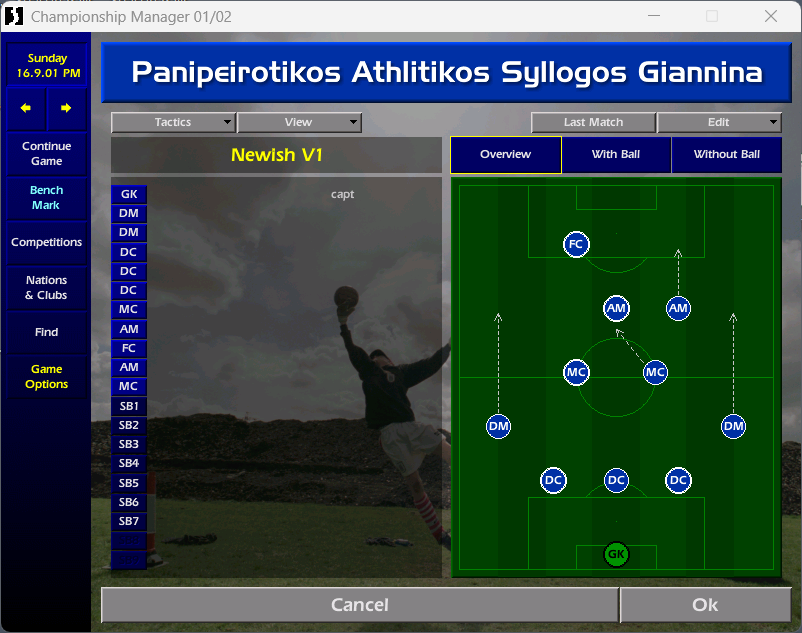 Championship Manager 01/02
Sunday
16.9.01 PM
Panipeirotikos Athlitikos Syllogos Giannina
Continue
Game
Bench
Mark
Competitions
Nations
& Clubs
Find
Game
Options
Tactics
View
Last Match
Edit
Newish V1
Overview
With Ball
Without Ball
GK capt
DM
DM
DC
DC
DC
MC
AM
FC
AM
MC
SB1
SB2
SB3
SB4
SB5
SB6
SB7
FC
AM AM
MC MC
DM DM
DC DC DC
GK
Cancel
Ok